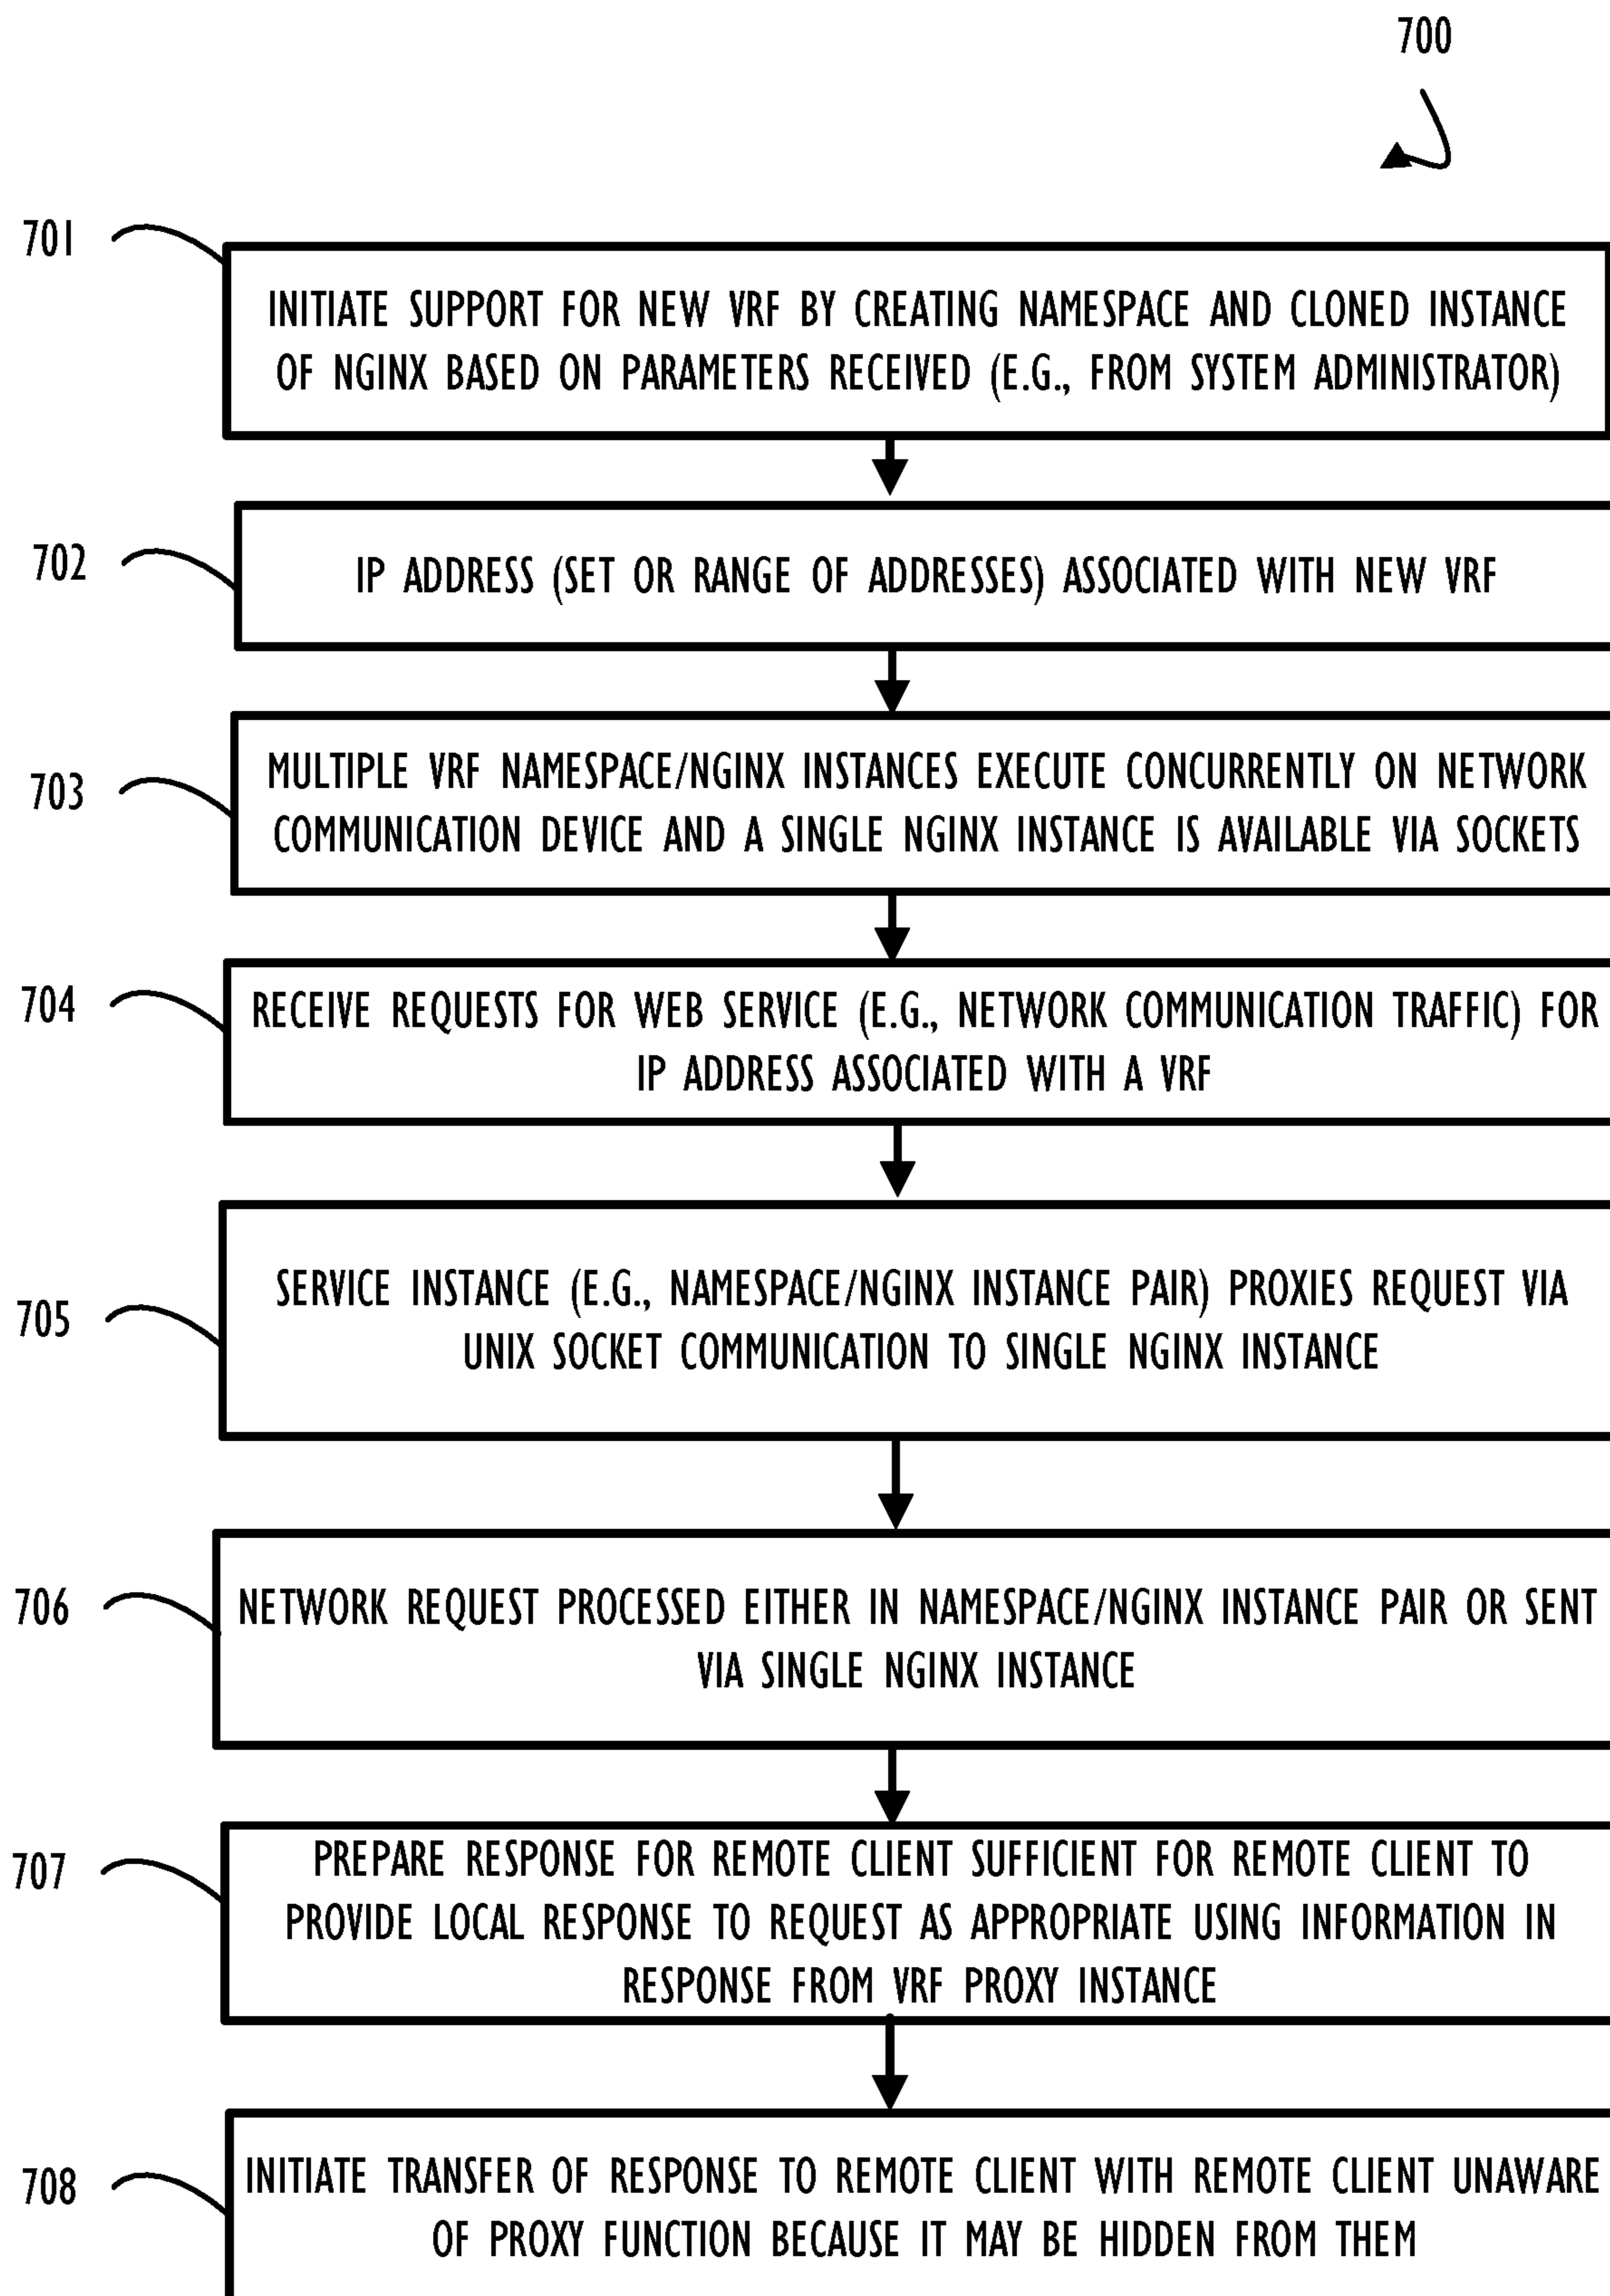 700
701
INITIATE SUPPORT FOR NEW VRF BY CREATING NAMESPACE AND CLONED INSTANCE
OF NGINX BASED ON PARAMETERS RECEIVED (E.G., FROM SYSTEM ADMINISTRATOR)
702
IP ADDRESS (SET OR RANGE OF ADDRESSES) ASSOCIATED WITH NEW VRF
703
MULTIPLE VRF NAMESPACE/NGINX INSTANCES EXECUTE CONCURRENTLY ON NETWORK
COMMUNICATION DEVICE AND A SINGLE NGINX INSTANCE IS AVAILABLE VIA SOCKETS
704
RECEIVE REQUESTS FOR WEB SERVICE (E.G., NETWORK COMMUNICATION TRAFFIC) FOR
IP ADDRESS ASSOCIATED WITH A VRF
705
SERVICE INSTANCE (E.G., NAMESPACE/NGINX INSTANCE PAIR) PROXIES REQUEST VIA
UNIX SOCKET COMMUNICATION TO SINGLE NGINX INSTANCE
706
NETWORK REQUEST PROCESSED EITHER IN NAMESPACE/NGINX INSTANCE PAIR OR SENT
VIA SINGLE NGINX INSTANCE
707
PREPARE RESPONSE FOR REMOTE CLIENT SUFFICIENT FOR REMOTE CLIENT TO
PROVIDE LOCAL RESPONSE TO REQUEST AS APPROPRIATE USING INFORMATION IN
RESPONSE FROM VRF PROXY INSTANCE
708
INITIATE TRANSFER OF RESPONSE TO REMOTE CLIENT WITH REMOTE CLIENT UNAWARE
OF PROXY FUNCTION BECAUSE IT MAY BE HIDDEN FROM THEM